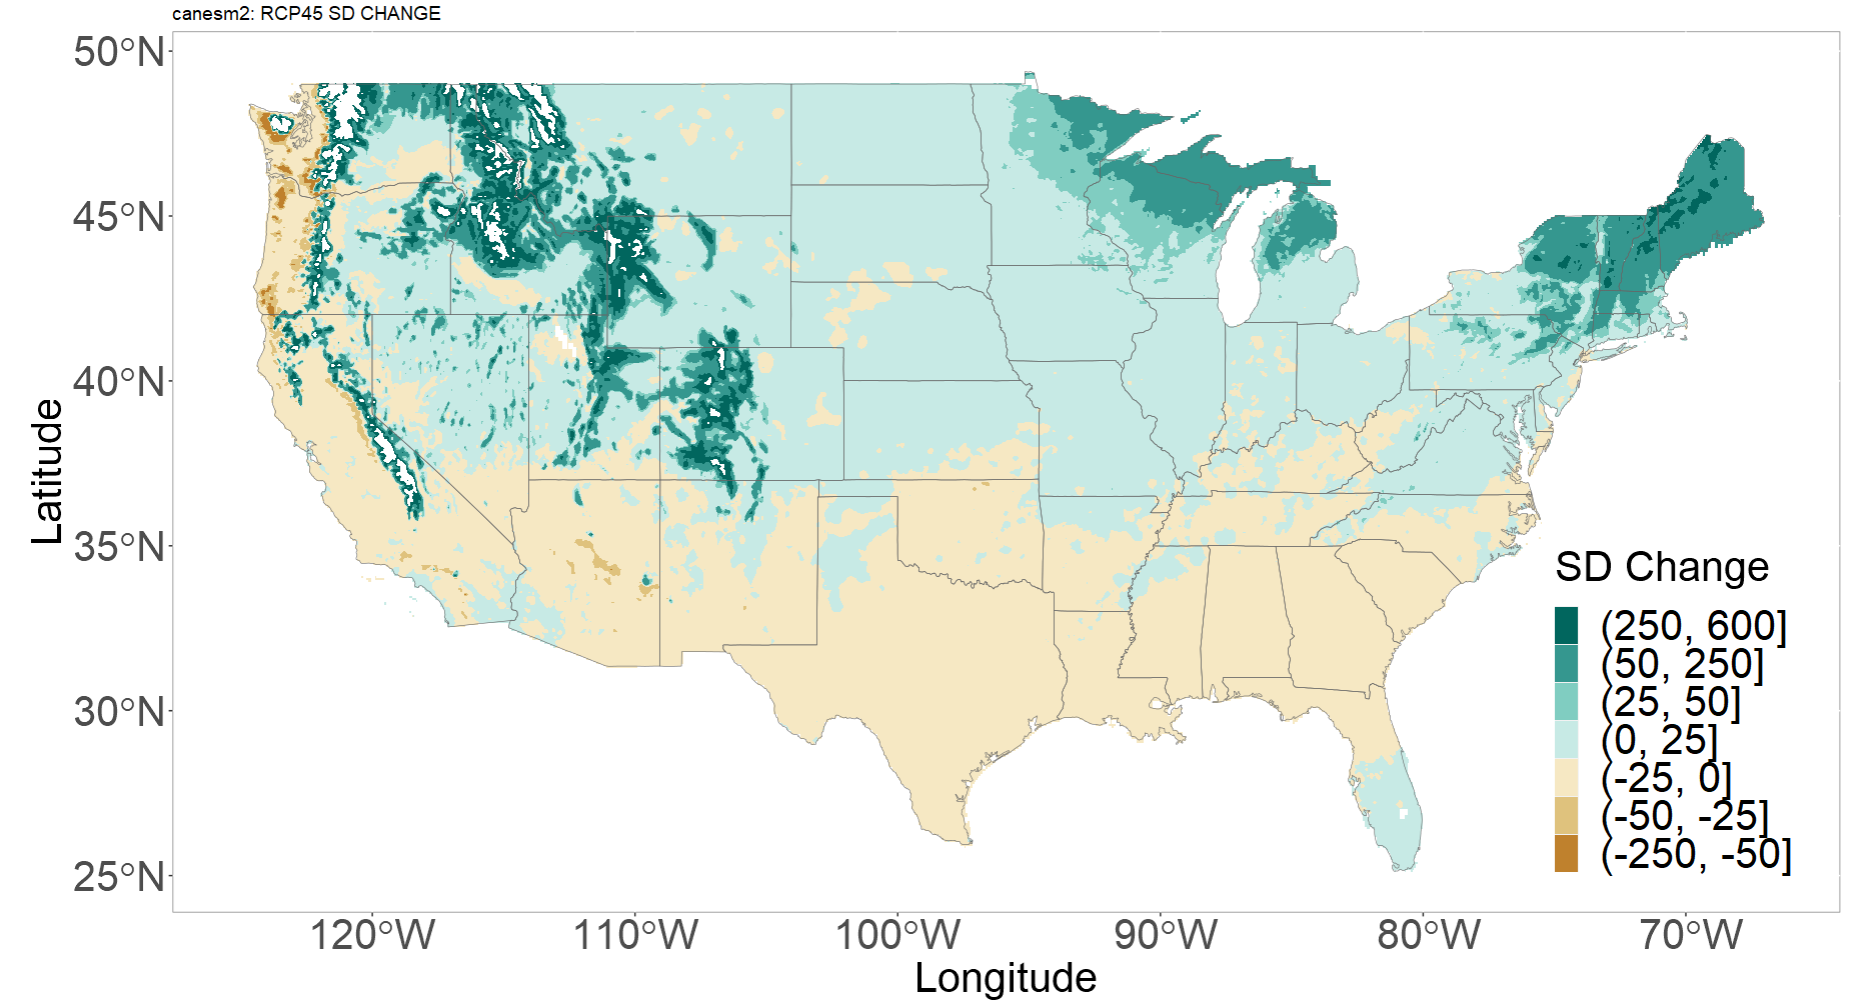 canesm2: RCP45 SD CHANGE
50°N
45°N
40°N
35°N
30°N
25°N
Latitude
120°W
110°W
100°W
90°W
80°W
70°W
Longitude
SD Change
(250, 600]
(50, 250]
(25, 50]
(0, 25]
(-25, 0]
(-50, -25]
(-250, -50]